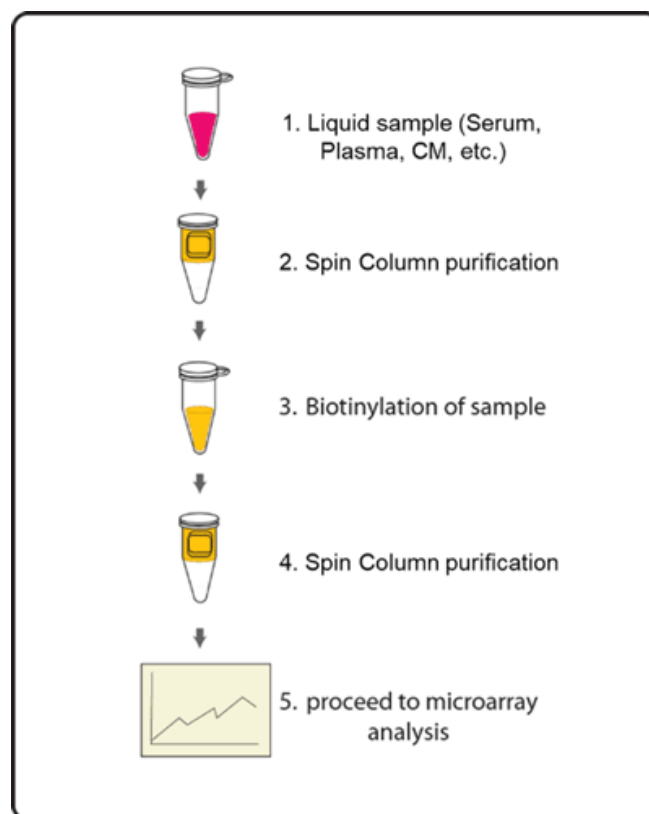 1. Liquid sample (Serum,
Plasma, CM, etc.)
2. Spin Column purification
3. Biotinylation of sample
4. Spin Column purification
5. proceed to microarray
analysis